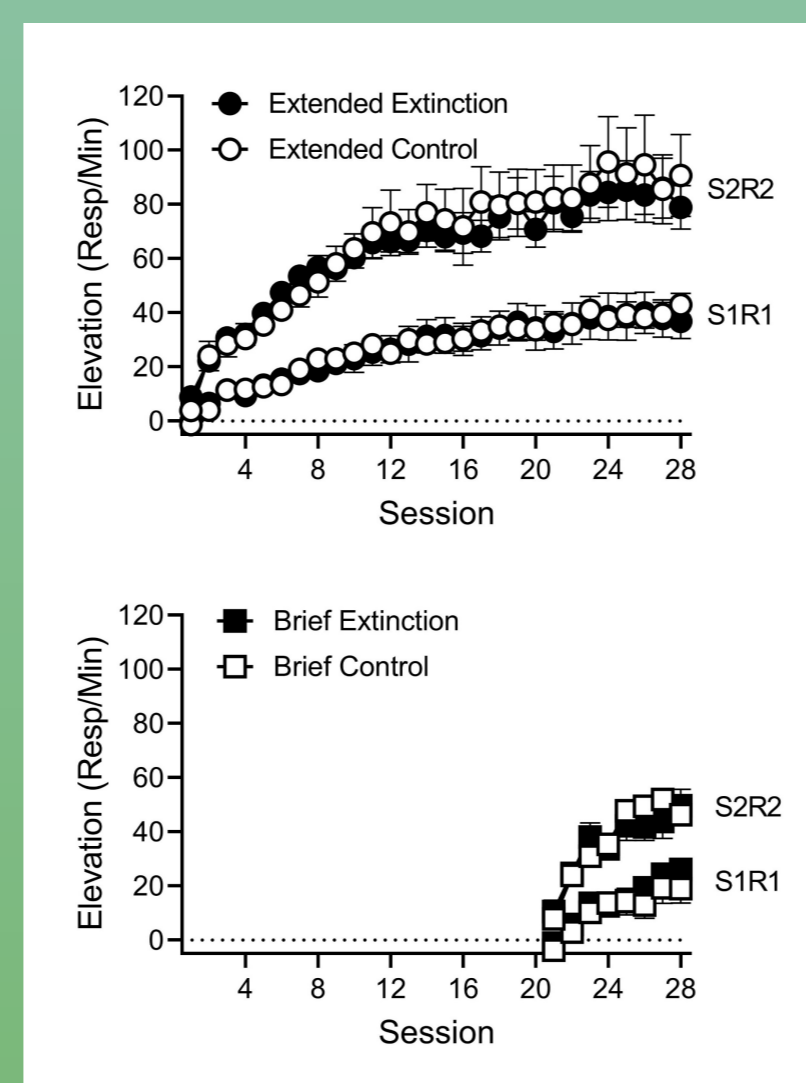 Elevation (Resp/Min)
120
100
80
60
40
20
0
Extended Extinction
Extended Control
S2R2
S1R1
4 8 12 16 20 24 28
Session
Elevation (Resp/Min)
120
100
80
60
40
20
0
Brief Extinction
Brief Control
S2R2
S1R1
4 8 12 16 20 24 28
Session